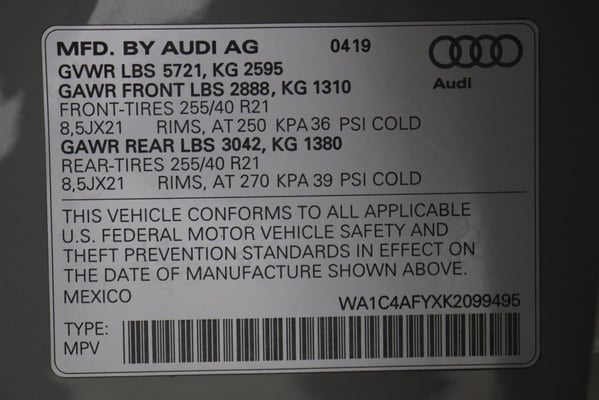 MFD. BY AUDI AG 0419
Audi
GVWR LBS 5721, KG 2595
GAWR FRONT LBS 2888, KG 1310
FRONT-TIRES 255/40 R21
8,5JX21 RIMS, AT 250 KPA 36 PSI COLD
GAWR REAR LBS 3042, KG 1380
REAR-TIRES 255/40 R21
8,5JX21 RIMS, AT 270 KPA 39 PSI COLD
THIS VEHICLE CONFORMS TO ALL APPLICABLE
U.S. FEDERAL MOTOR VEHICLE SAFETY AND
THEFT PREVENTION STANDARDS IN EFFECT ON
THE DATE OF MANUFACTURE SHOWN ABOVE.
MEXICO WA1C4AFYXK2099495
TYPE:
MPV